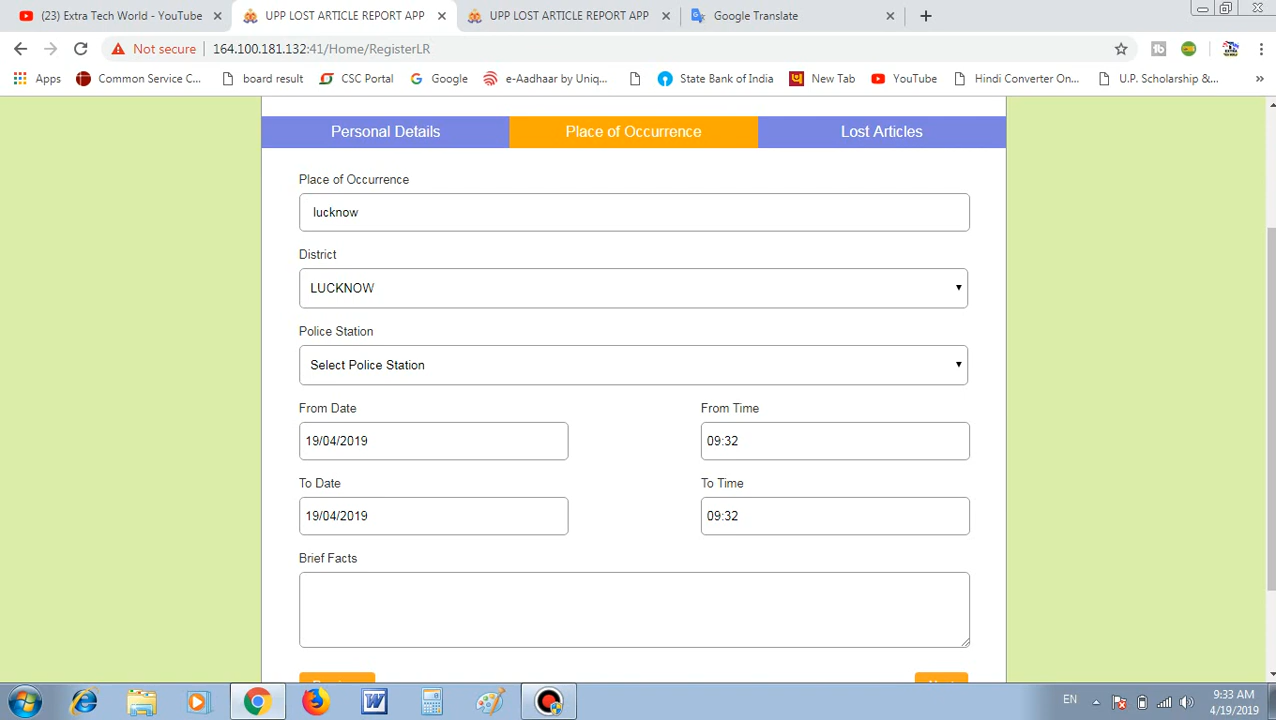 (23) Extra Tech World - YouTube
UPP LOST ARTICLE REPORT APP
UPP LOST ARTICLE REPORT APP
Google Translate
Not secure
164.100.181.132:41/Home/RegisterLR
Apps
Common Service C...
board result
CSC Portal
Google
e-Aadhaar by Uniq...
State Bank of India
New Tab
YouTube
Hindi Converter On...
U.P. Scholarship &...
»
Personal Details
Place of Occurrence
Lost Articles
Place of Occurrence
lucknow
District
LUCKNOW
Police Station
Select Police Station
From Date
From Time
19/04/2019
09:32
To Date
To Time
19/04/2019
09:32
Brief Facts
EN
9:33 AM
4/19/2019